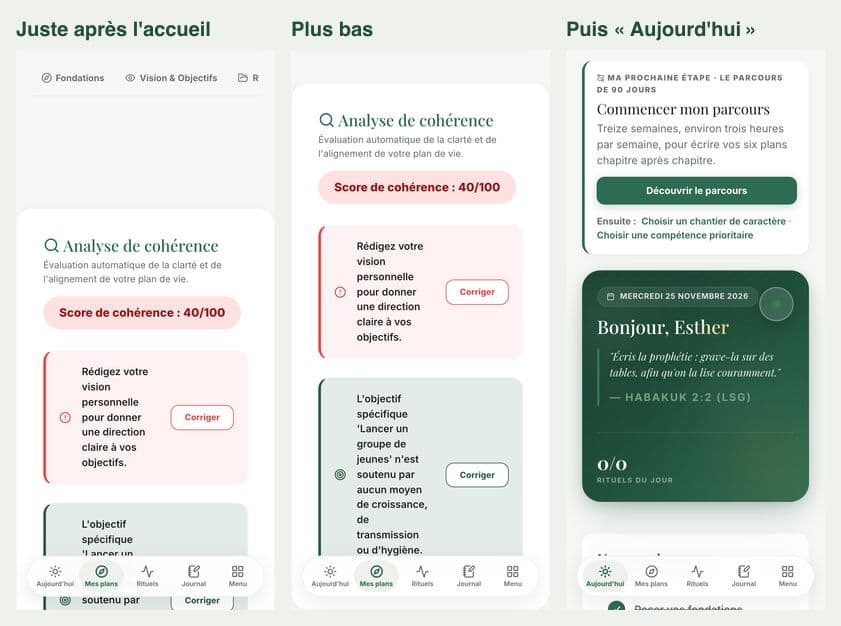 Juste après l'accueil
Fondations
Vision & Objectifs
R
Analyse de cohérence
Évaluation automatique de la clarté et de
l'alignement de votre plan de vie.
Score de cohérence : 40/100
Rédigez votre
vision
personnelle
pour donner
une direction
claire à vos
objectifs.
Corriger
L'objectif
spécifique
'Lancer un
soutenu par
Corriger
Aujourd'hui
Mes plans
Rituels
Journal
Menu
Plus bas
Analyse de cohérence
Évaluation automatique de la clarté et de
l'alignement de votre plan de vie.
Score de cohérence : 40/100
Rédigez votre
vision
personnelle
pour donner
une direction
claire à vos
objectifs.
Corriger
L'objectif
spécifique
'Lancer un
groupe de
jeunes' n'est
soutenu par
aucun moyen
de croissance,
de
transmission
ou d'hygiène.
Corriger
Aujourd'hui
Mes plans
Rituels
Journal
Menu
Puis « Aujourd'hui »
MA PROCHAINE ÉTAPE · LE PARCOURS
DE 90 JOURS
Commencer mon parcours
Treize semaines, environ trois heures
par semaine, pour écrire vos six plans
chapitre après chapitre.
Découvrir le parcours
Ensuite : Choisir un chantier de caractère ·
Choisir une compétence prioritaire
MERCREDI 25 NOVEMBRE 2026
Bonjour, Esther
"Écris la prophétie : grave-la sur des
tables, afin qu'on la lise couramment."
— HABAKUK 2:2 (LSG)
0/0
RITUELS DU JOUR
Aujourd'hui
Mes plans
Rituels
Journal
Menu
Poser vos fondations